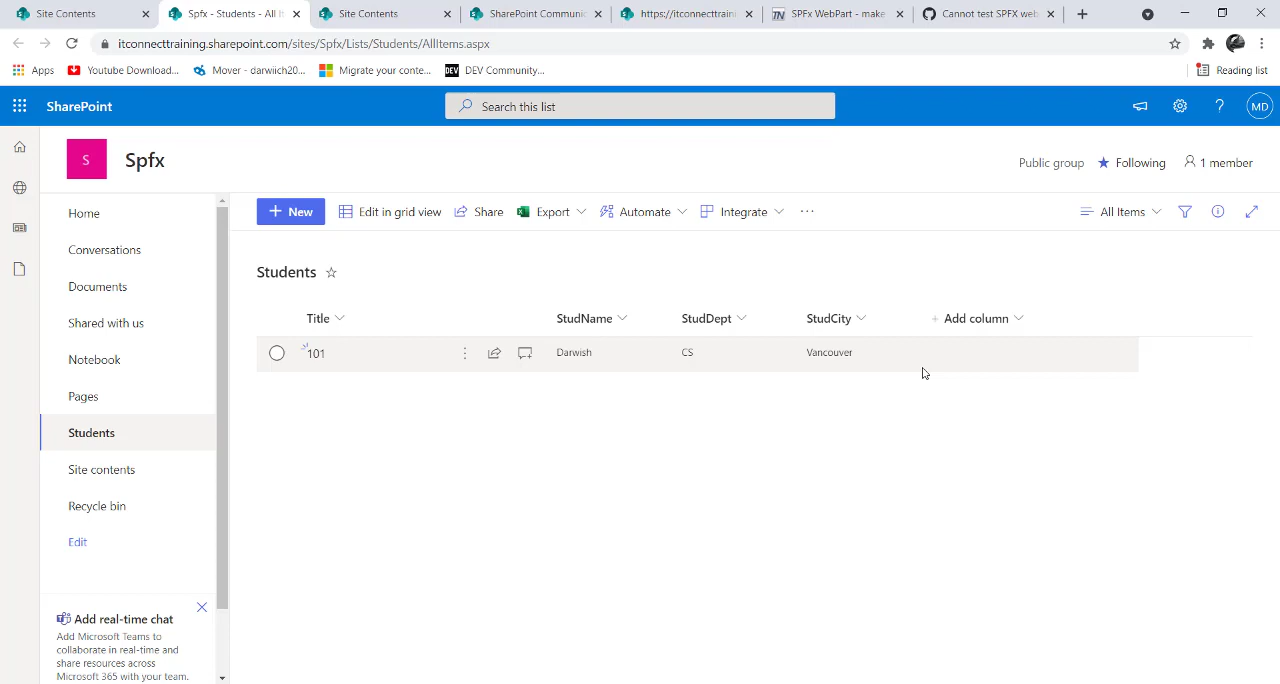 Site Contents
Spfx - Students - All It
Site Contents
SharePoint Communic
https://itconnecttraini
SPFx WebPart - make
Cannot test SPFX web
itconnecttraining.sharepoint.com/sites/Spfx/Lists/Students/AllItems.aspx
Apps
Youtube Download...
Mover - darwiich20...
Migrate your conte...
DEV Community...
Reading list
SharePoint
Search this list
MD
S
Spfx
Public group
Following
1 member
Home
Conversations
Documents
Shared with us
Notebook
Pages
Students
Site contents
Recycle bin
Edit
Add real-time chat
Add Microsoft Teams to
collaborate in real-time and
share resources across
Microsoft 365 with your team.
+ New
Edit in grid view
Share
Export
Automate
Integrate
...
All Items
Students
Title
StudName
StudDept
StudCity
+ Add column
101
Darwish
CS
Vancouver